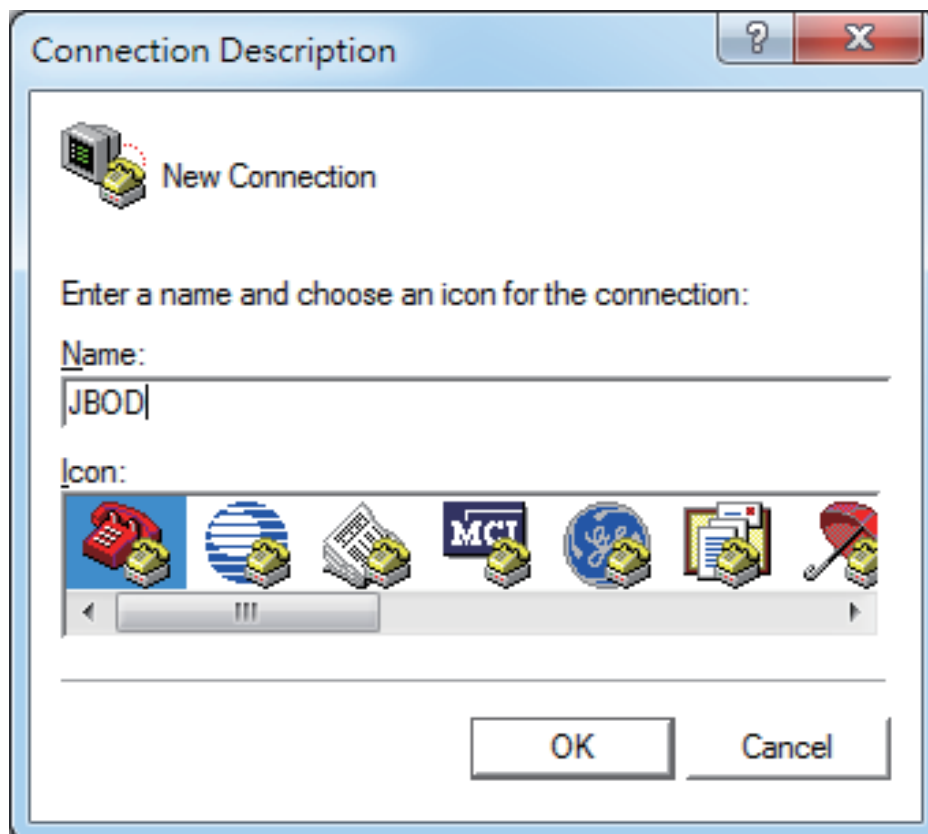 Connection Description
?
New Connection
Enter a name and choose an icon for the connection:
Name:
JBOD
Icon:
MCI
OK Cancel